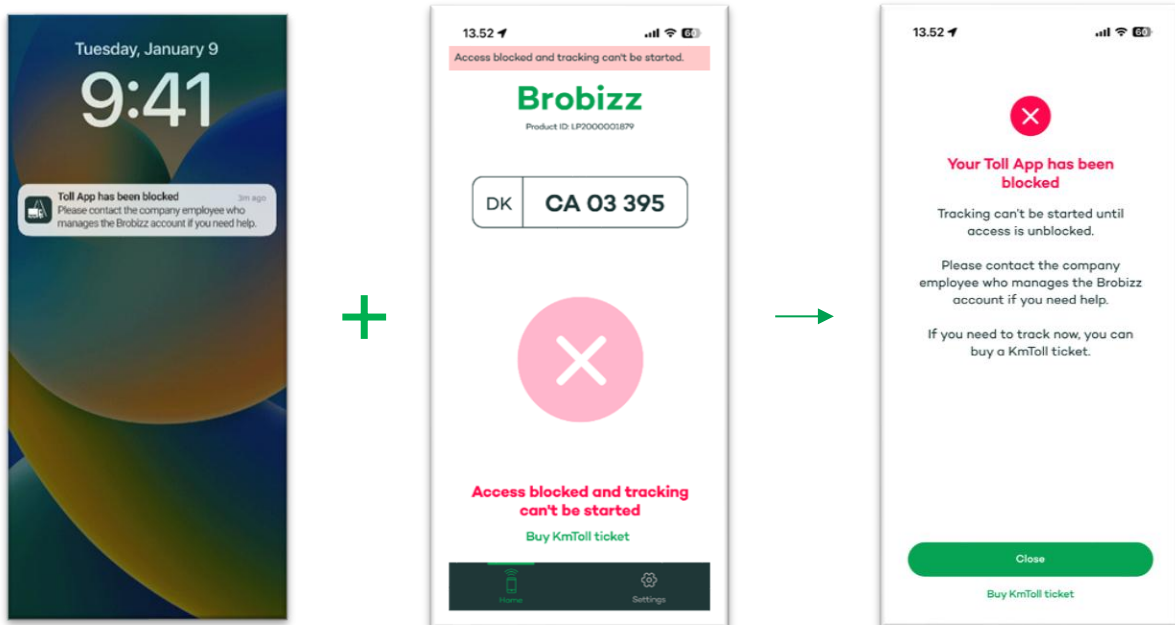 Tuesday, January 9
9:41
Toll App has been blocked
3m ago
Please contact the company employee who
manages the Brobizz account if you need help.
+
13.52
60
Access blocked and tracking can't be started.
Brobizz
Product ID: LP2000001879
DK CA 03 395
Access blocked and tracking
can't be started
Buy KmToll ticket
Home
Settings
13.52
60
Your Toll App has been
blocked
Tracking can't be started until
access is unblocked.
Please contact the company
employee who manages the Brobizz
account if you need help.
If you need to track now, you can
buy a KmToll ticket.
Close
Buy KmToll ticket